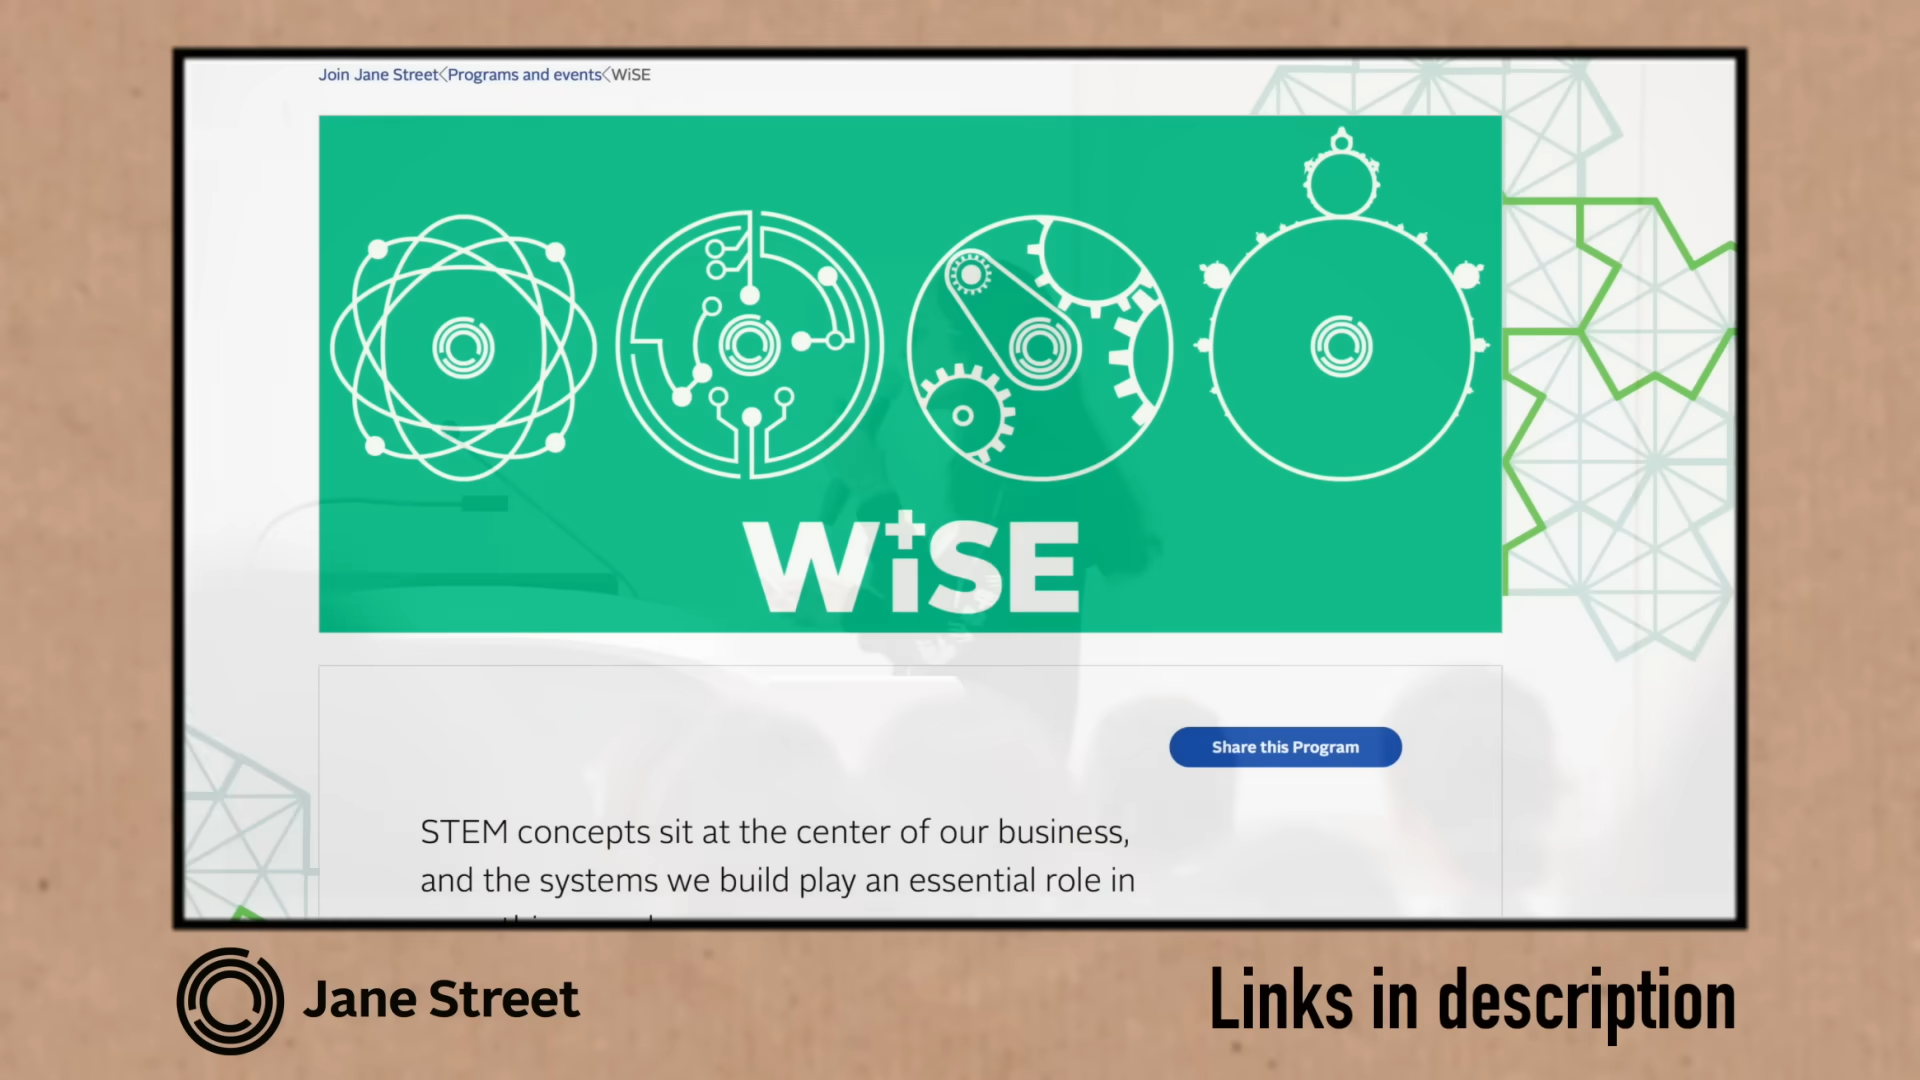 Join Jane Street<Programs and events<WiSE
WiSE
Share this Program
STEM concepts sit at the center of our business,
and the systems we build play an essential role in
Jane Street
Links in description